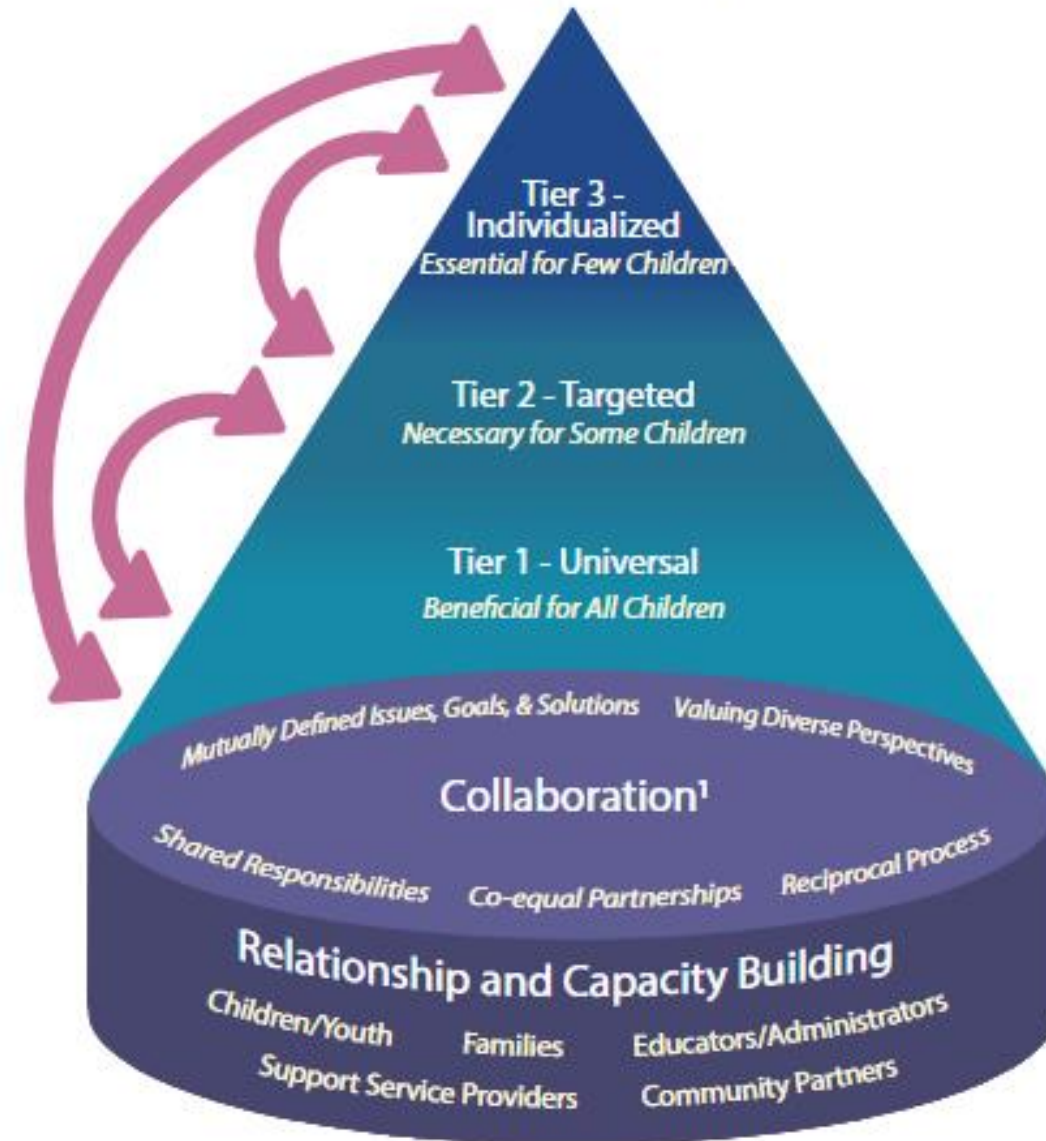 Tier 3 -
Individualized
Essential for Few Children
Tier 2 - Targeted
Necessary for Some Children
Tier 1 - Universal
Beneficial for All Children
Mutually Defined Issues, Goals, & Solutions
Valuing Diverse Perspectives
Collaboration¹
Shared Responsibilities
Co-equal Partnerships
Reciprocal Process
Relationship and Capacity Building
Children/Youth
Families
Educators/Administrators
Support Service Providers
Community Partners